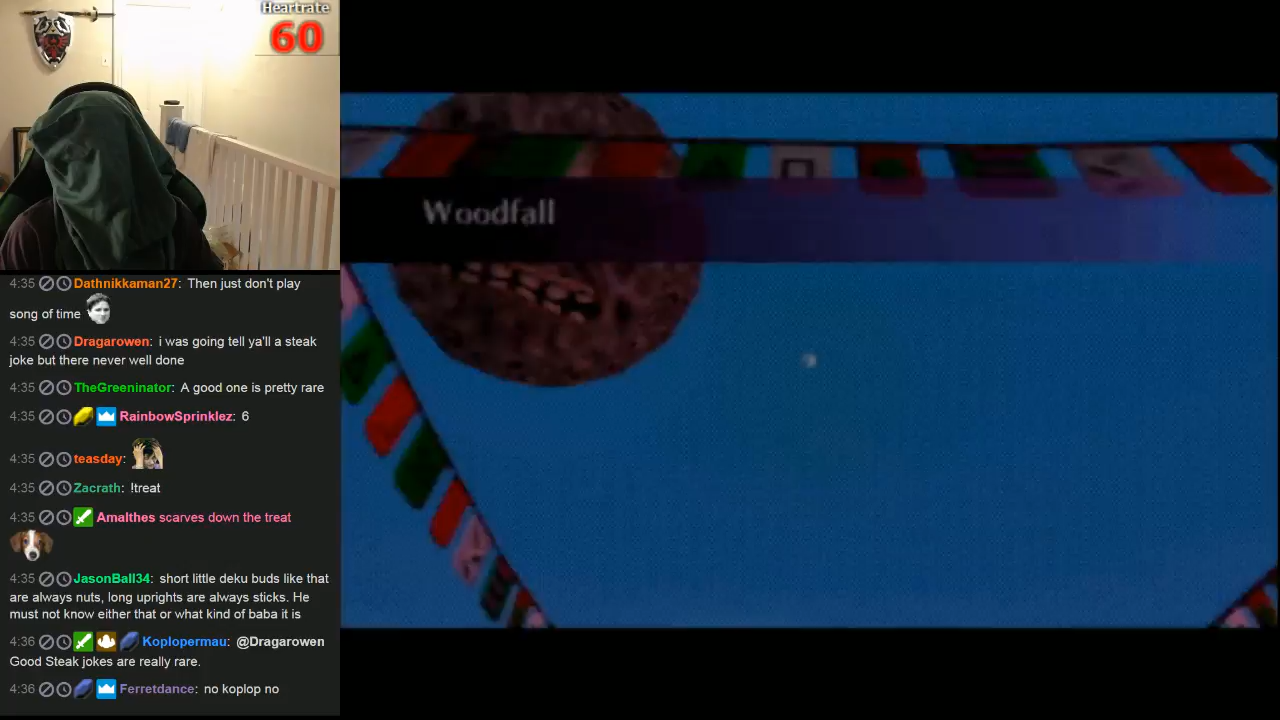 Heartrate
60
Woodfall
4:35 Dathnikkaman27: Then just don't play
song of time
4:35 Dragarowen: i was going tell ya'll a steak
joke but there never well done
4:35 TheGreeninator: A good one is pretty rare
4:35 RainbowSprinklez: 6
4:35 teasday:
4:35 Zacrath: !treat
4:35 Amalthes scarves down the treat
4:35 JasonBall34: short little deku buds like that
are always nuts, long uprights are always sticks. He
must not know either that or what kind of baba it is
4:36 Koplopermau: @Dragarowen
Good Steak jokes are really rare.
4:36 Ferretdance: no koplop no